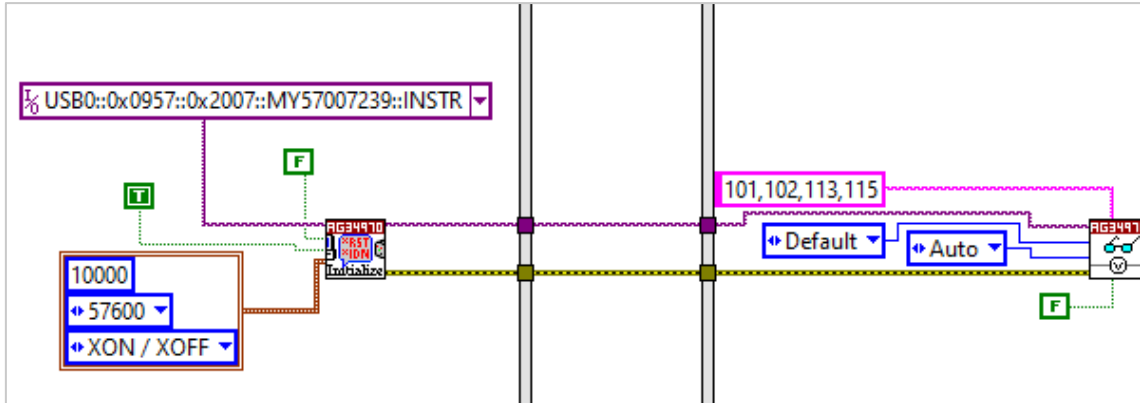 I/O USB0::0x0957::0x2007::MY57007239::INSTR
F
T
AG34970
*RST
*IDN
Initialize
10000
57600
XON / XOFF
101,102,113,115
Default
Auto
AG3497
V
F